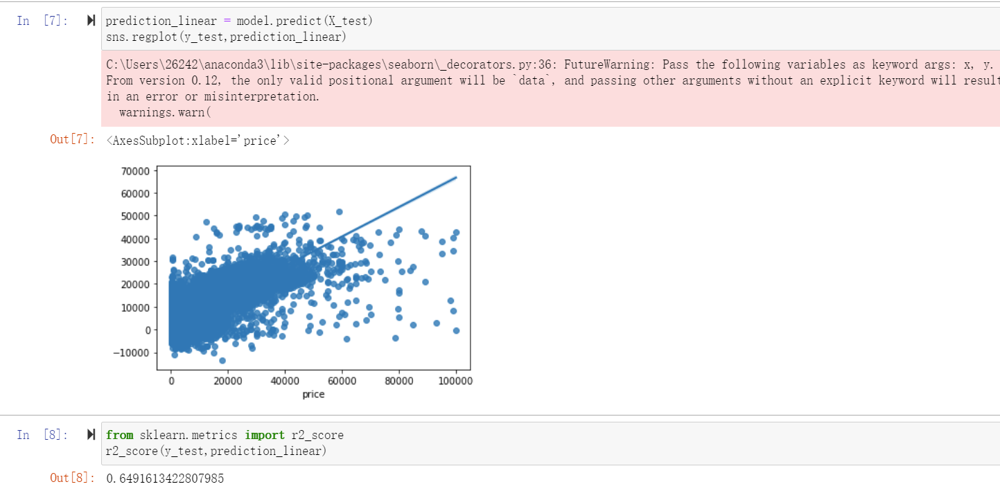 In [7]:
prediction_linear = model.predict(X_test)
sns.regplot(y_test,prediction_linear)
C:\Users\26242\anaconda3\lib\site-packages\seaborn\_decorators.py:36: FutureWarning: Pass the following variables as keyword args: x, y.
From version 0.12, the only valid positional argument will be `data`, and passing other arguments without an explicit keyword will result
in an error or misinterpretation.
warnings.warn(
Out[7]:
<AxesSubplot:xlabel='price'>
70000
60000
50000
40000
30000
20000
10000
0
−10000
0 20000 40000 60000 80000 100000
price
In [8]:
from sklearn.metrics import r2_score
r2_score(y_test,prediction_linear)
Out[8]:
0.6491613422807985